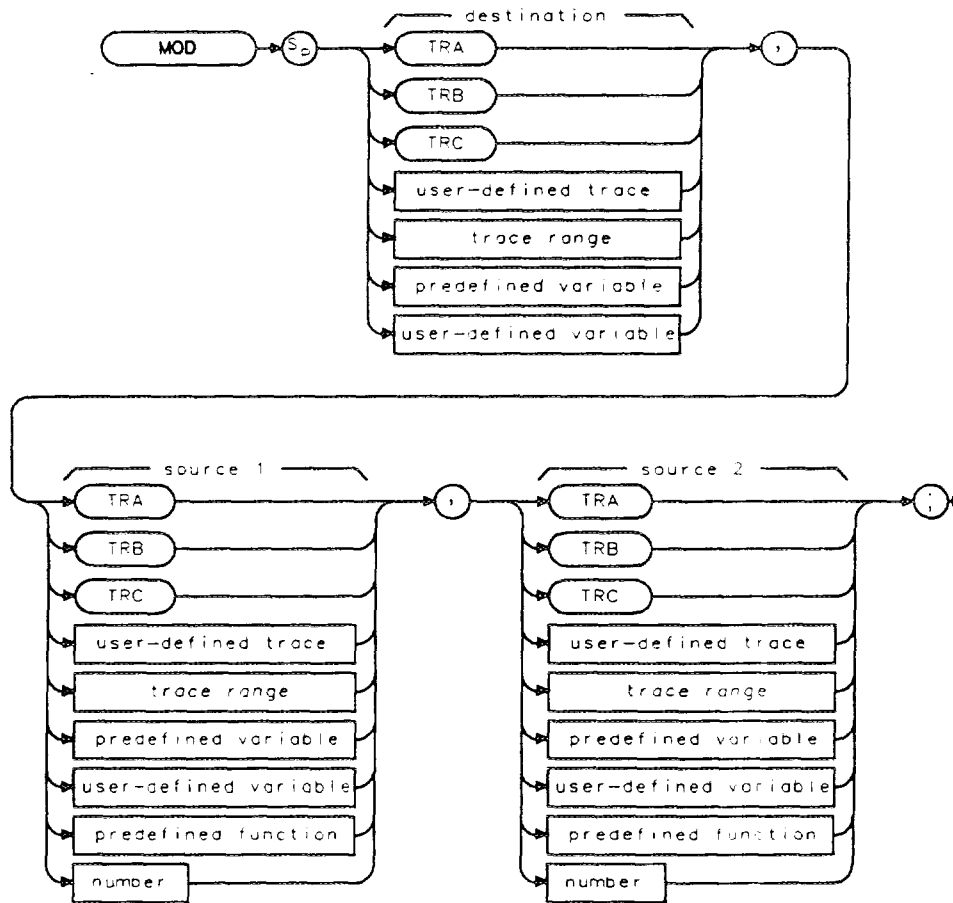 destination
MOD Sp TRA ,
TRB
TRC
user-defined trace
trace range
predefined variable
user-defined variable
source 1
TRA ,
TRB
TRC
user-defined trace
trace range
predefined variable
user-defined variable
predefined function
number
source 2
TRA ;
TRB
TRC
user-defined trace
trace range
predefined variable
user-defined variable
predefined function
number